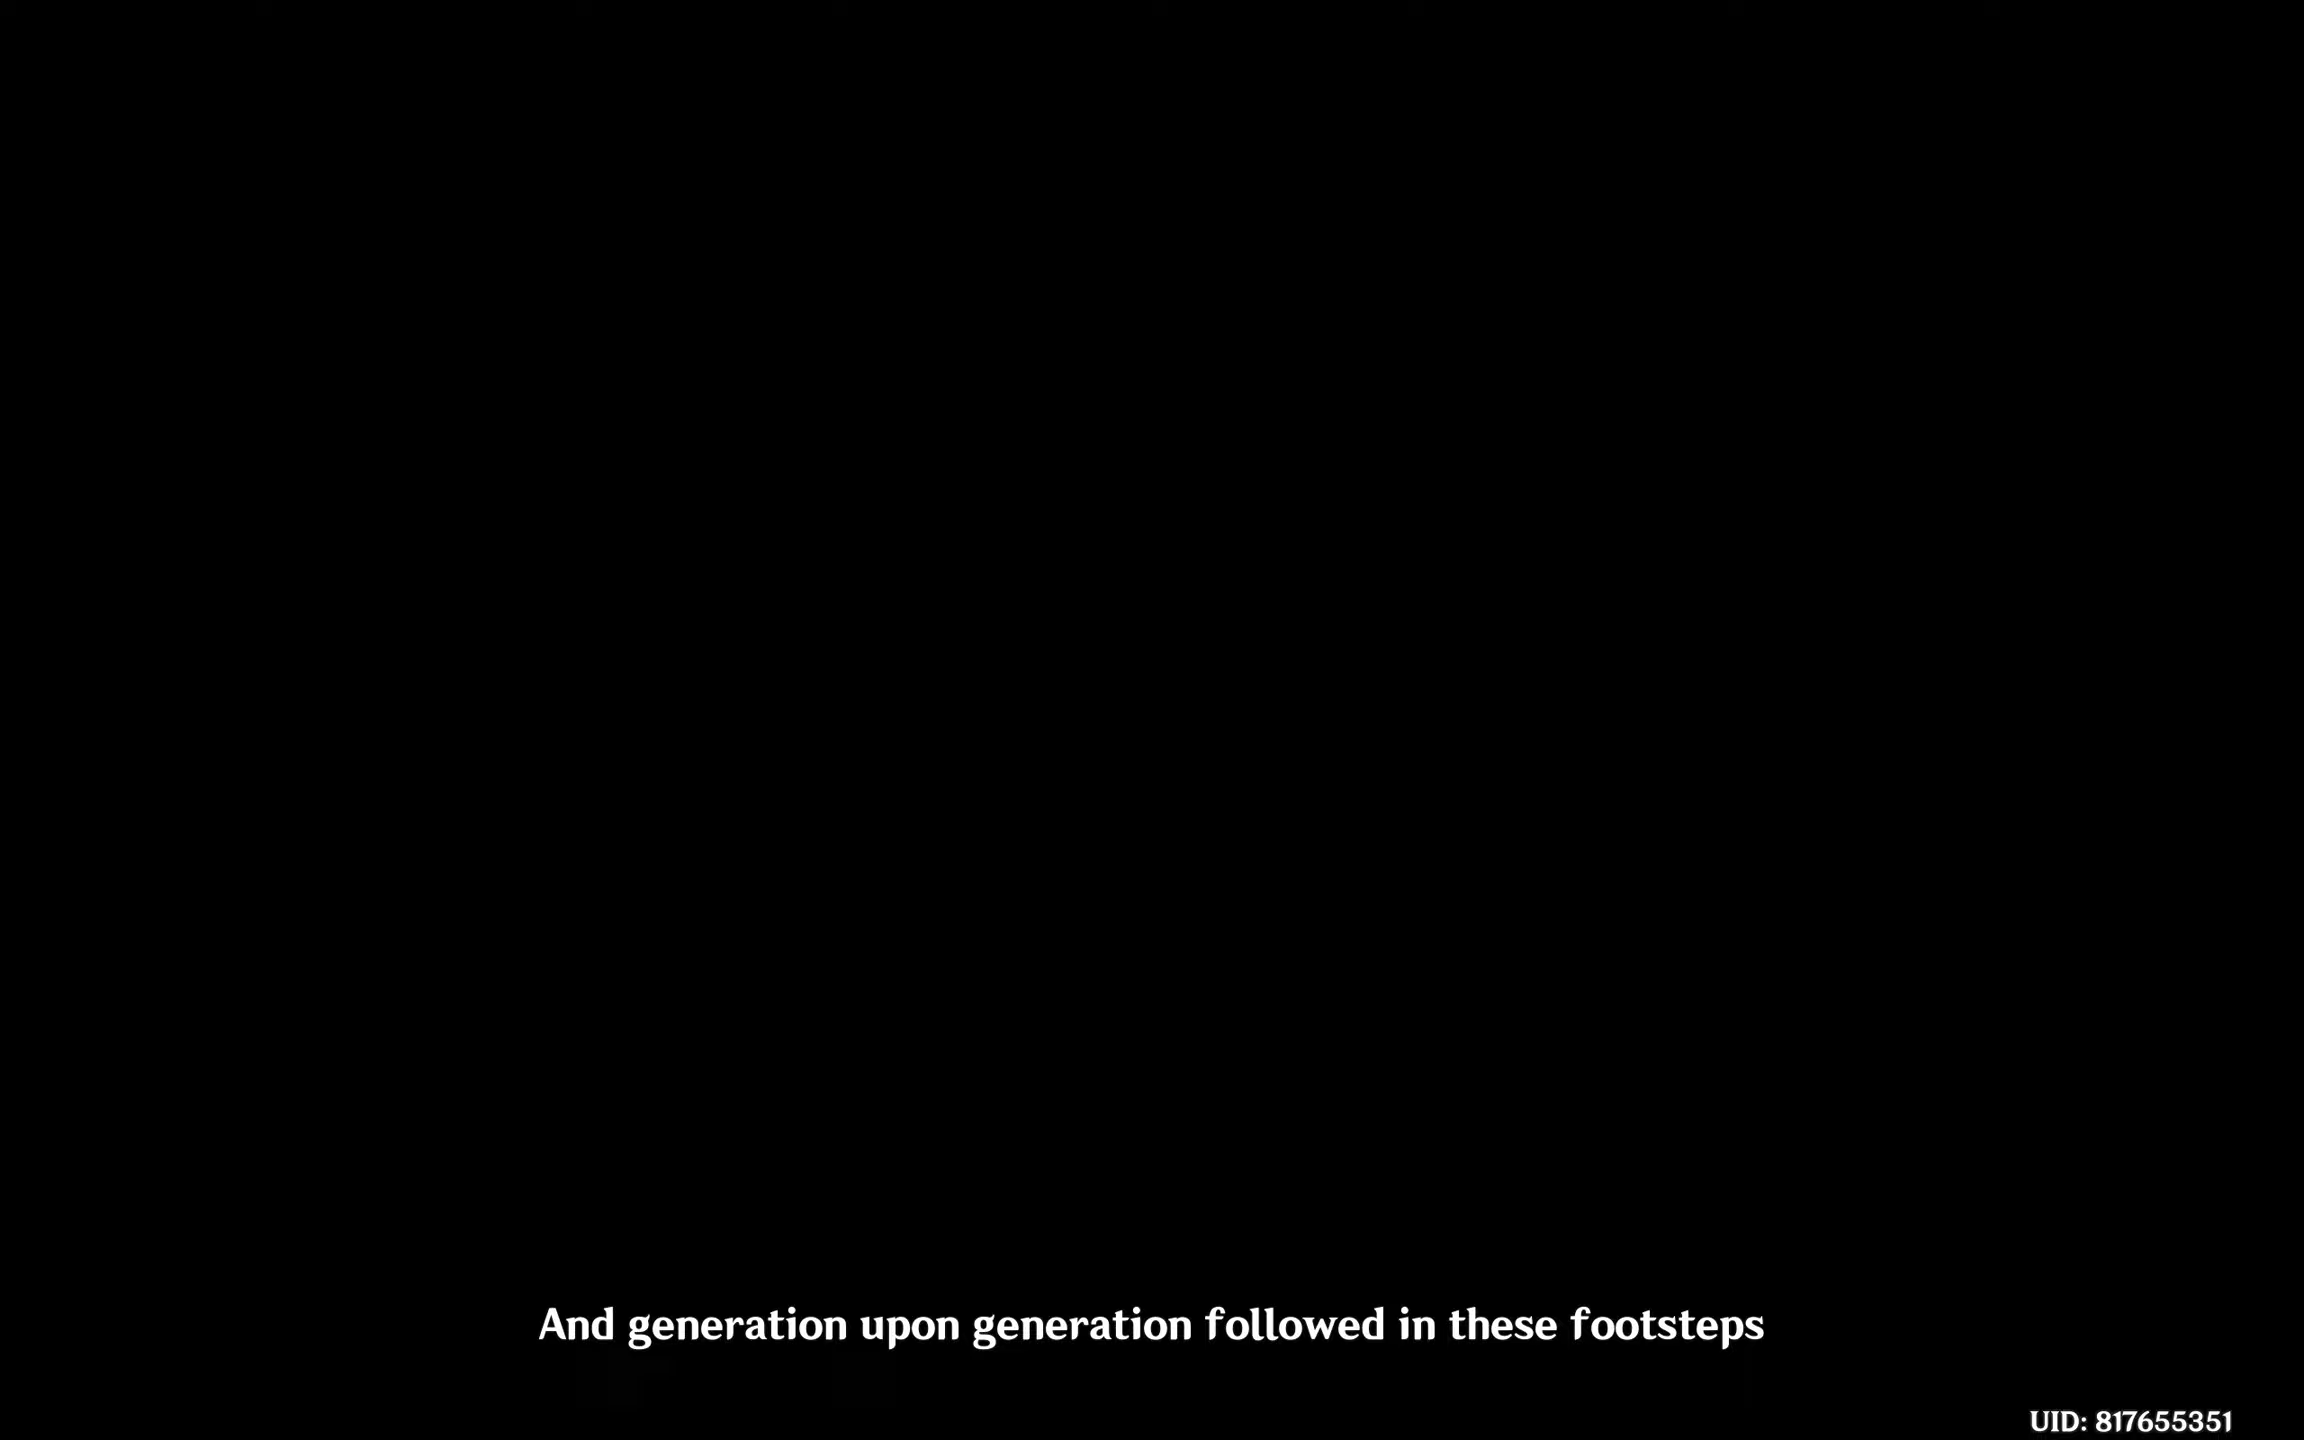 And generation upon generation followed in these footsteps
UID: 817655351